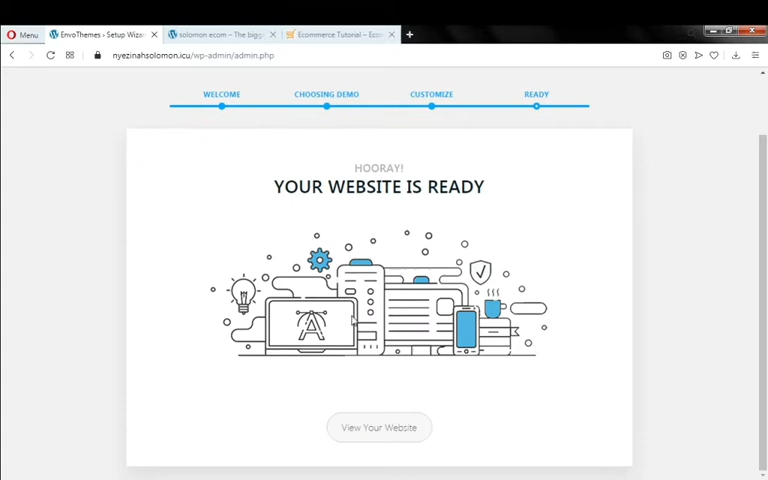 Menu
EnvoThemes › Setup Wizar
solomon ecom – The bigg
Ecommerce Tutorial – Econ
nyezinahsolomon.icu/wp-admin/admin.php
WELCOME
CHOOSING DEMO
CUSTOMIZE
READY
HOORAY!
YOUR WEBSITE IS READY
A
View Your Website